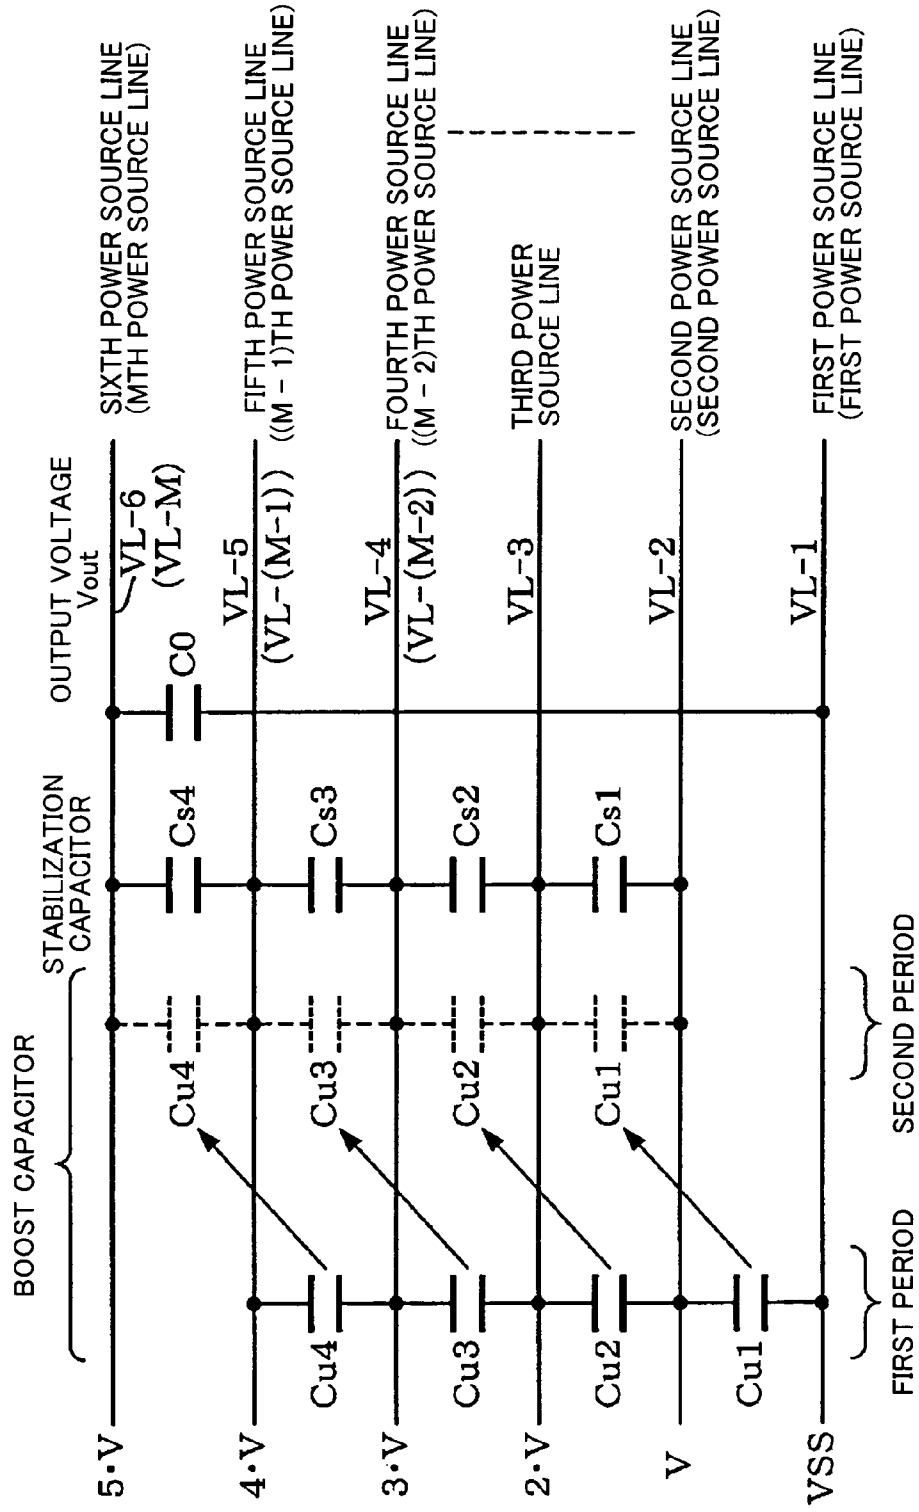 BOOST CAPACITOR
STABILIZATION
CAPACITOR
OUTPUT VOLTAGE
Vout
5·V
VL-6
(VL-M)
SIXTH POWER SOURCE LINE
(MTH POWER SOURCE LINE)
Cu4
Cs4
C0
4·V
VL-5
(VL-(M-1))
FIFTH POWER SOURCE LINE
((M - 1)TH POWER SOURCE LINE)
Cu4
Cu3
Cs3
3·V
VL-4
(VL-(M-2))
FOURTH POWER SOURCE LINE
((M - 2)TH POWER SOURCE LINE)
Cu3
Cu2
Cs2
2·V
VL-3
THIRD POWER
SOURCE LINE
Cu2
Cu1
Cs1
V
VL-2
SECOND POWER SOURCE LINE
(SECOND POWER SOURCE LINE)
Cu1
VSS
VL-1
FIRST POWER SOURCE LINE
(FIRST POWER SOURCE LINE)
FIRST PERIOD
SECOND PERIOD